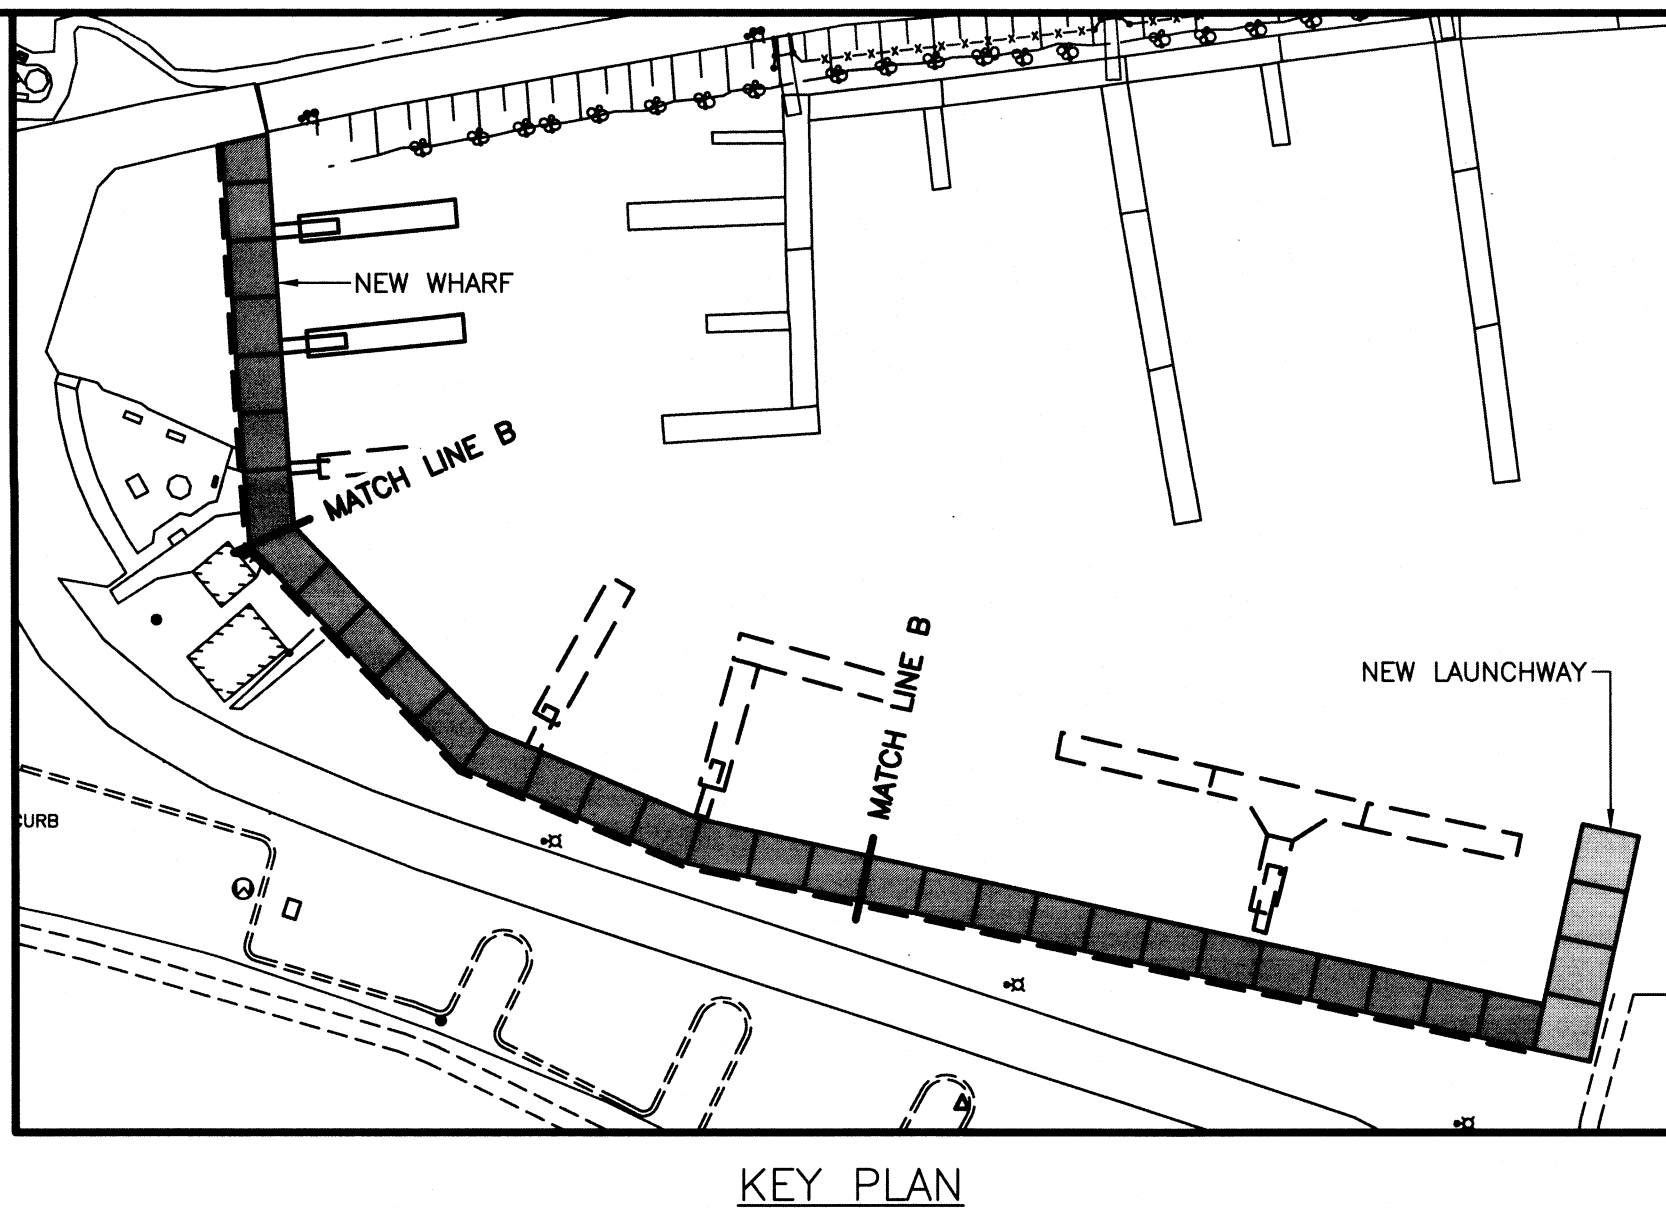 NEW WHARF
MATCH LINE B
MATCH LINE B
NEW LAUNCHWAY
CURB
KEY PLAN